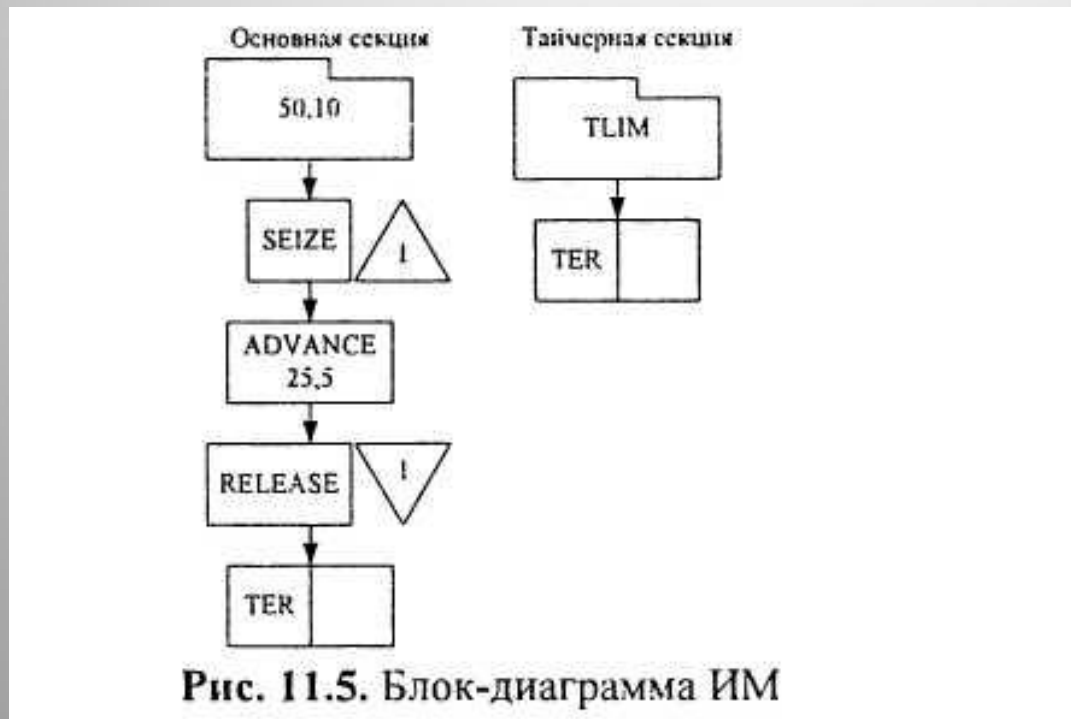 Основная секция
Таймерная секция
50,10
TLIM
SEIZE
1
TER
ADVANCE
25,5
RELEASE
1
TER
Рис. 11.5. Блок-диаграмма ИМ